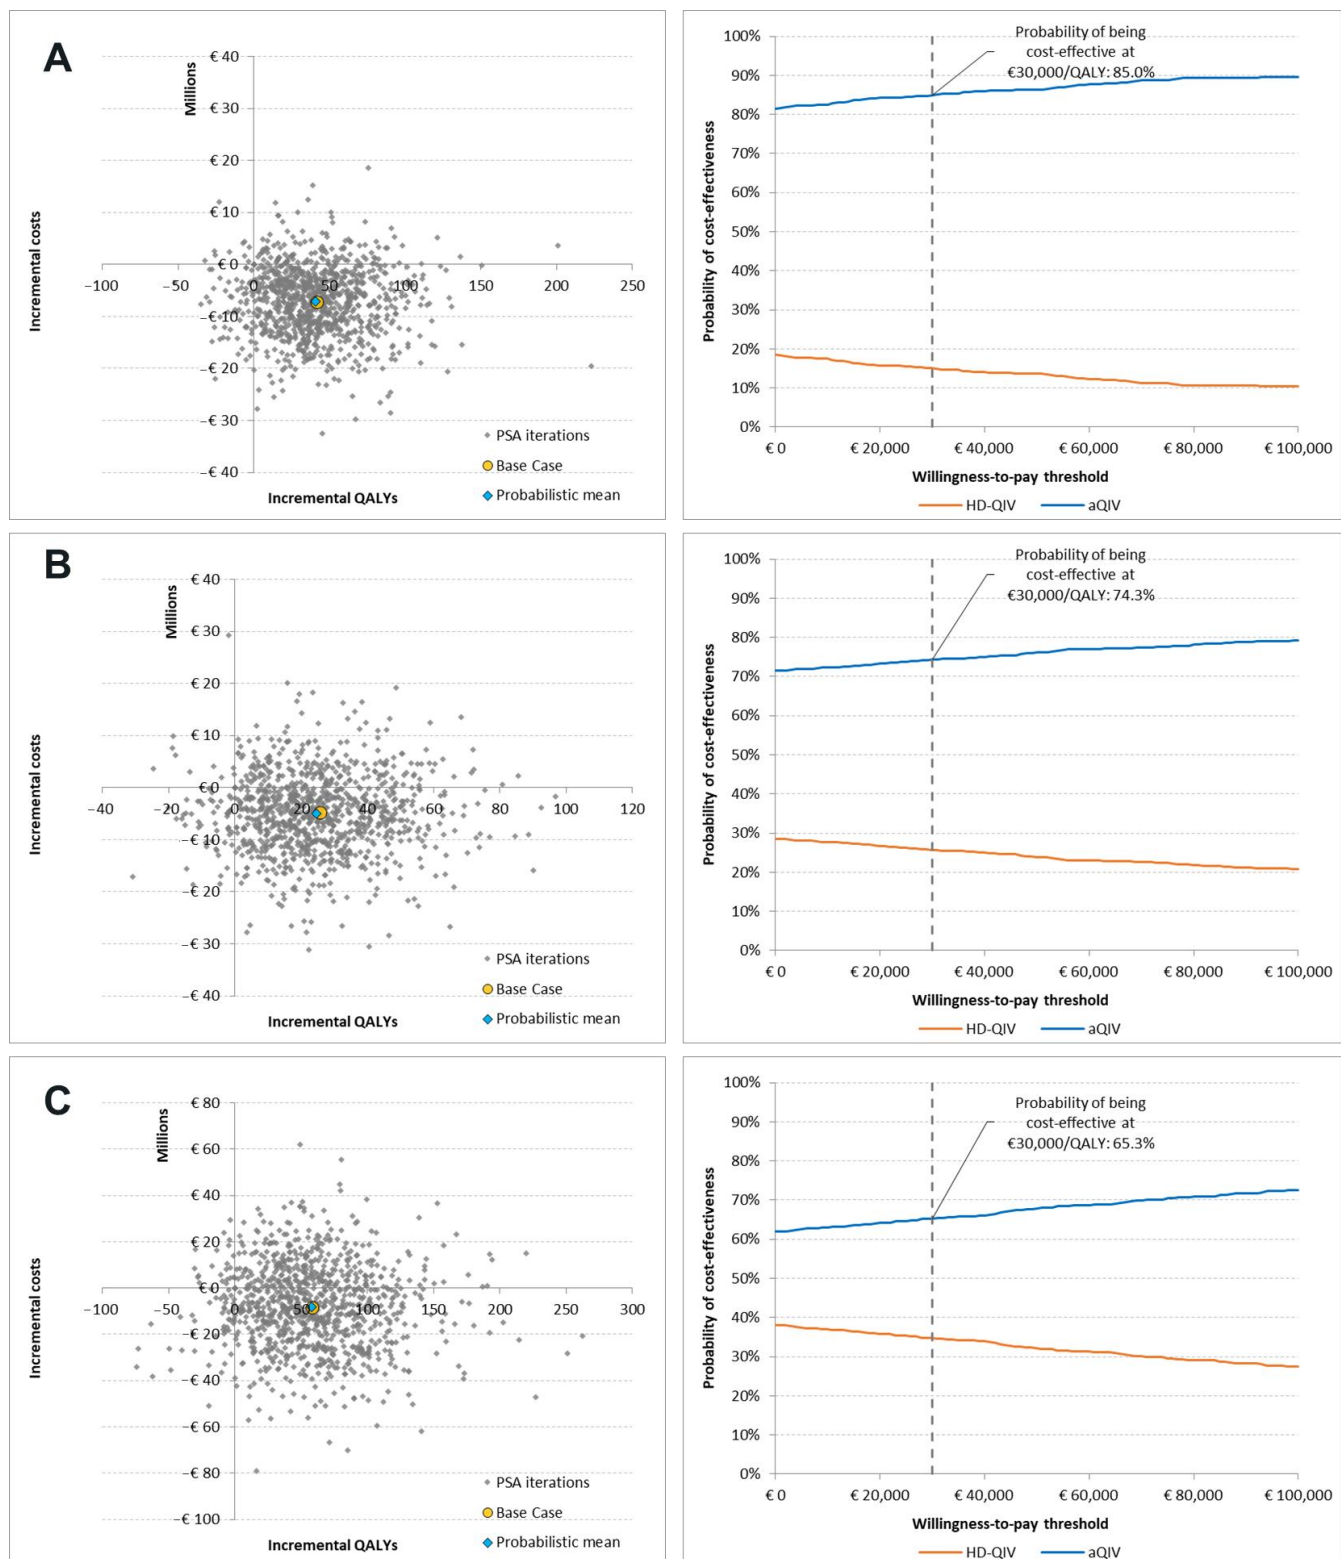 A
Millions
€ 40
€ 30
€ 20
€ 10
€ 0
−€ 10
−€ 20
−€ 30
−€ 40
−100
−50
0
50
100
150
200
250
Incremental costs
Incremental QALYs
PSA iterations
Base Case
Probabilistic mean
Probability of being
cost-effective at
€30,000/QALY: 85.0%
100%
90%
80%
70%
60%
50%
40%
30%
20%
10%
0%
Probability of cost-effectiveness
€ 0
€ 20,000
€ 40,000
€ 60,000
€ 80,000
€ 100,000
Willingness-to-pay threshold
HD-QIV
aQIV
B
Millions
€ 40
€ 30
€ 20
€ 10
€ 0
−€ 10
−€ 20
−€ 30
−€ 40
−40
−20
0
20
40
60
80
100
120
Incremental costs
Incremental QALYs
PSA iterations
Base Case
Probabilistic mean
Probability of being
cost-effective at
€30,000/QALY: 74.3%
100%
90%
80%
70%
60%
50%
40%
30%
20%
10%
0%
Probability of cost-effectiveness
€ 0
€ 20,000
€ 40,000
€ 60,000
€ 80,000
€ 100,000
Willingness-to-pay threshold
HD-QIV
aQIV
C
Millions
€ 80
€ 60
€ 40
€ 20
€ 0
−€ 20
−€ 40
−€ 60
−€ 80
−€ 100
−100
−50
0
50
100
150
200
250
300
Incremental costs
Incremental QALYs
PSA iterations
Base Case
Probabilistic mean
Probability of being
cost-effective at
€30,000/QALY: 65.3%
100%
90%
80%
70%
60%
50%
40%
30%
20%
10%
0%
Probability of cost-effectiveness
€ 0
€ 20,000
€ 40,000
€ 60,000
€ 80,000
€ 100,000
Willingness-to-pay threshold
HD-QIV
aQIV